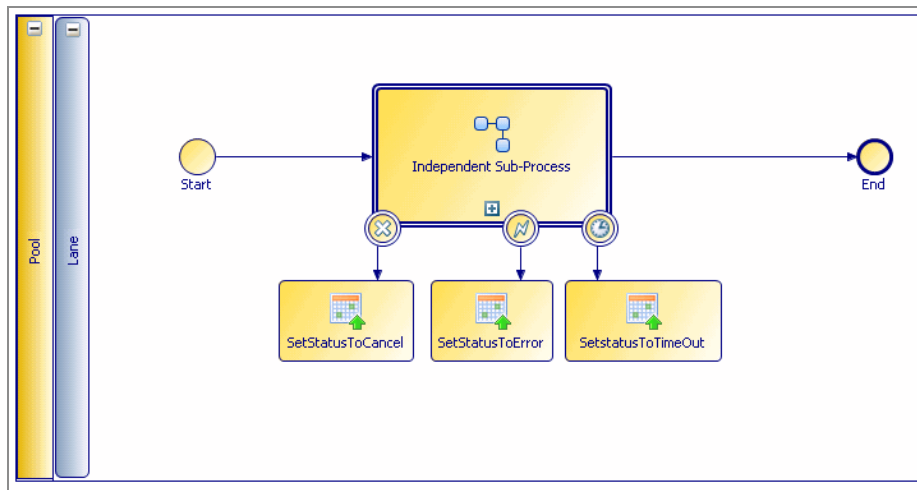 Pool
Lane
Independent Sub-Process
Start
End
SetStatusToCancel
SetStatusToError
SetstatusToTimeOut